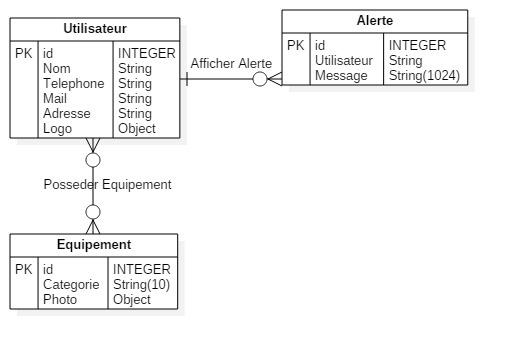 Utilisateur
PK id INTEGER
Nom String
Telephone String
Mail String
Adresse String
Logo Object
Afficher Alerte
Alerte
PK id INTEGER
Utilisateur String
Message String(1024)
Posseder Equipement
Equipement
PK id INTEGER
Categorie String(10)
Photo Object